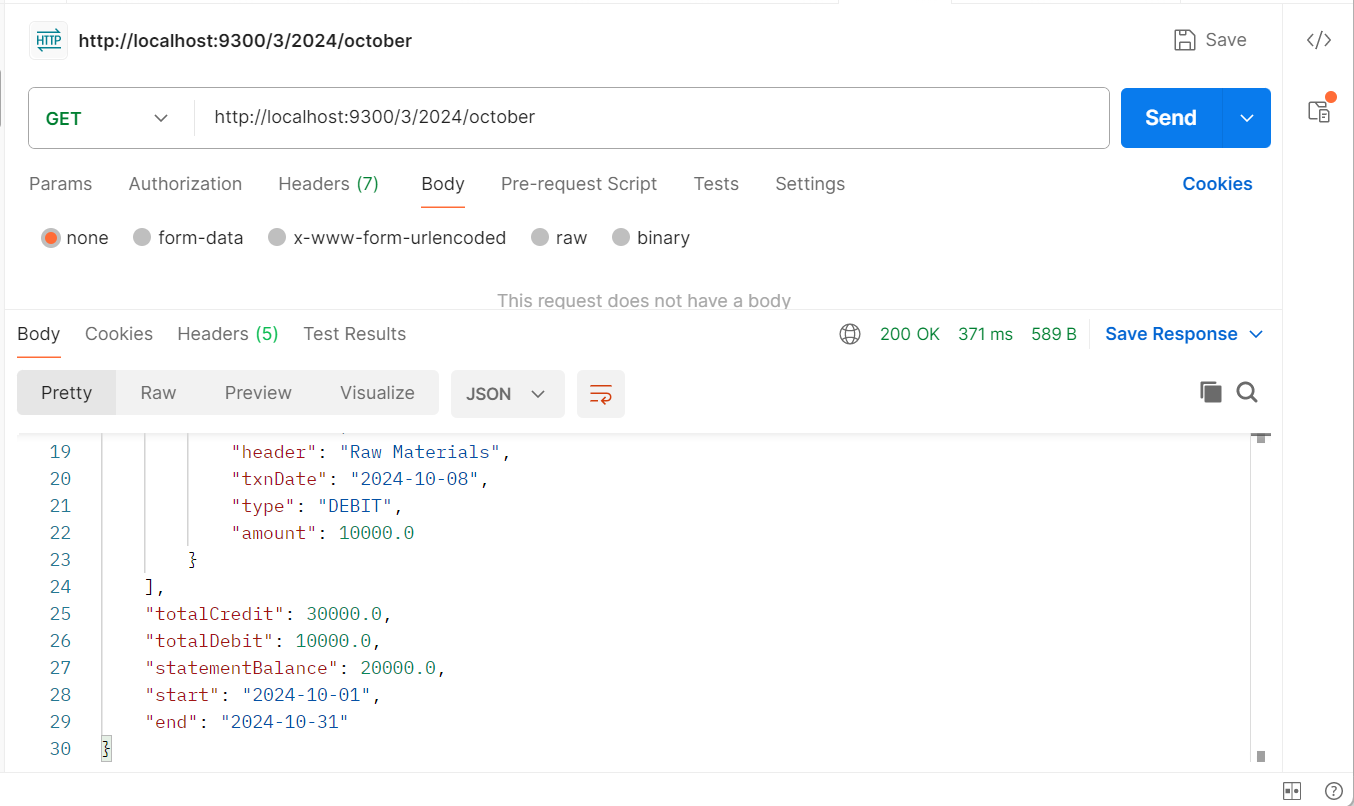 HTTP http://localhost:9300/3/2024/october Save
GET http://localhost:9300/3/2024/october Send
Params Authorization Headers (7) Body Pre-request Script Tests Settings Cookies
none form-data x-www-form-urlencoded raw binary
This request does not have a body
Body Cookies Headers (5) Test Results 200 OK 371 ms 589 B Save Response
Pretty Raw Preview Visualize JSON
19 "header": "Raw Materials",
20 "txnDate": "2024-10-08",
21 "type": "DEBIT",
22 "amount": 10000.0
23 }
24 ],
25 "totalCredit": 30000.0,
26 "totalDebit": 10000.0,
27 "statementBalance": 20000.0,
28 "start": "2024-10-01",
29 "end": "2024-10-31"
30 }